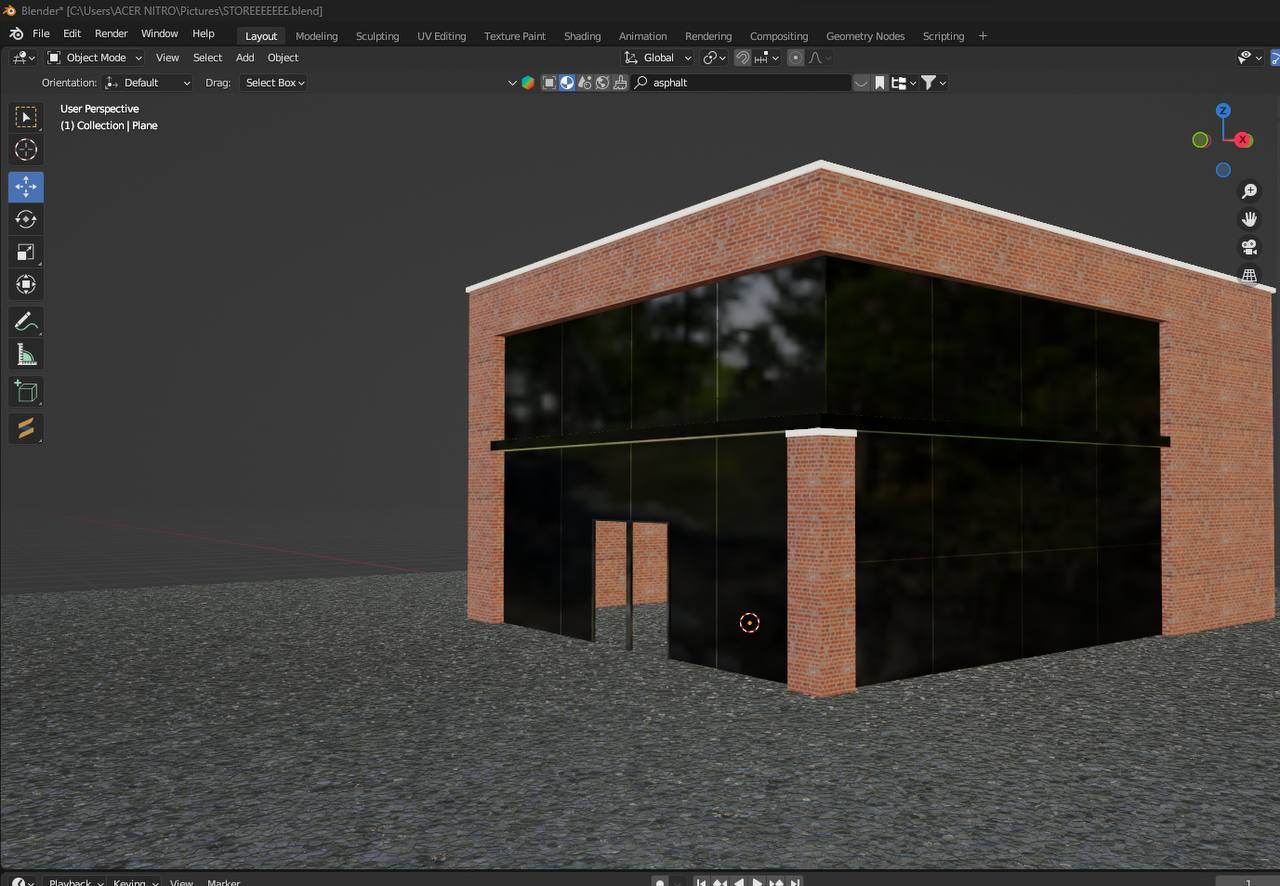 Blender* [C:\Users\ACER NITRO\Pictures\STOREEEEEEE.blend]
File Edit Render Window Help Layout Modeling Sculpting UV Editing Texture Paint Shading Animation Rendering Compositing Geometry Nodes Scripting +
Object Mode View Select Add Object Global
Orientation: Default Drag: Select Box asphalt
User Perspective
(1) Collection | Plane
Z
X
Playback Keying View Marker 1